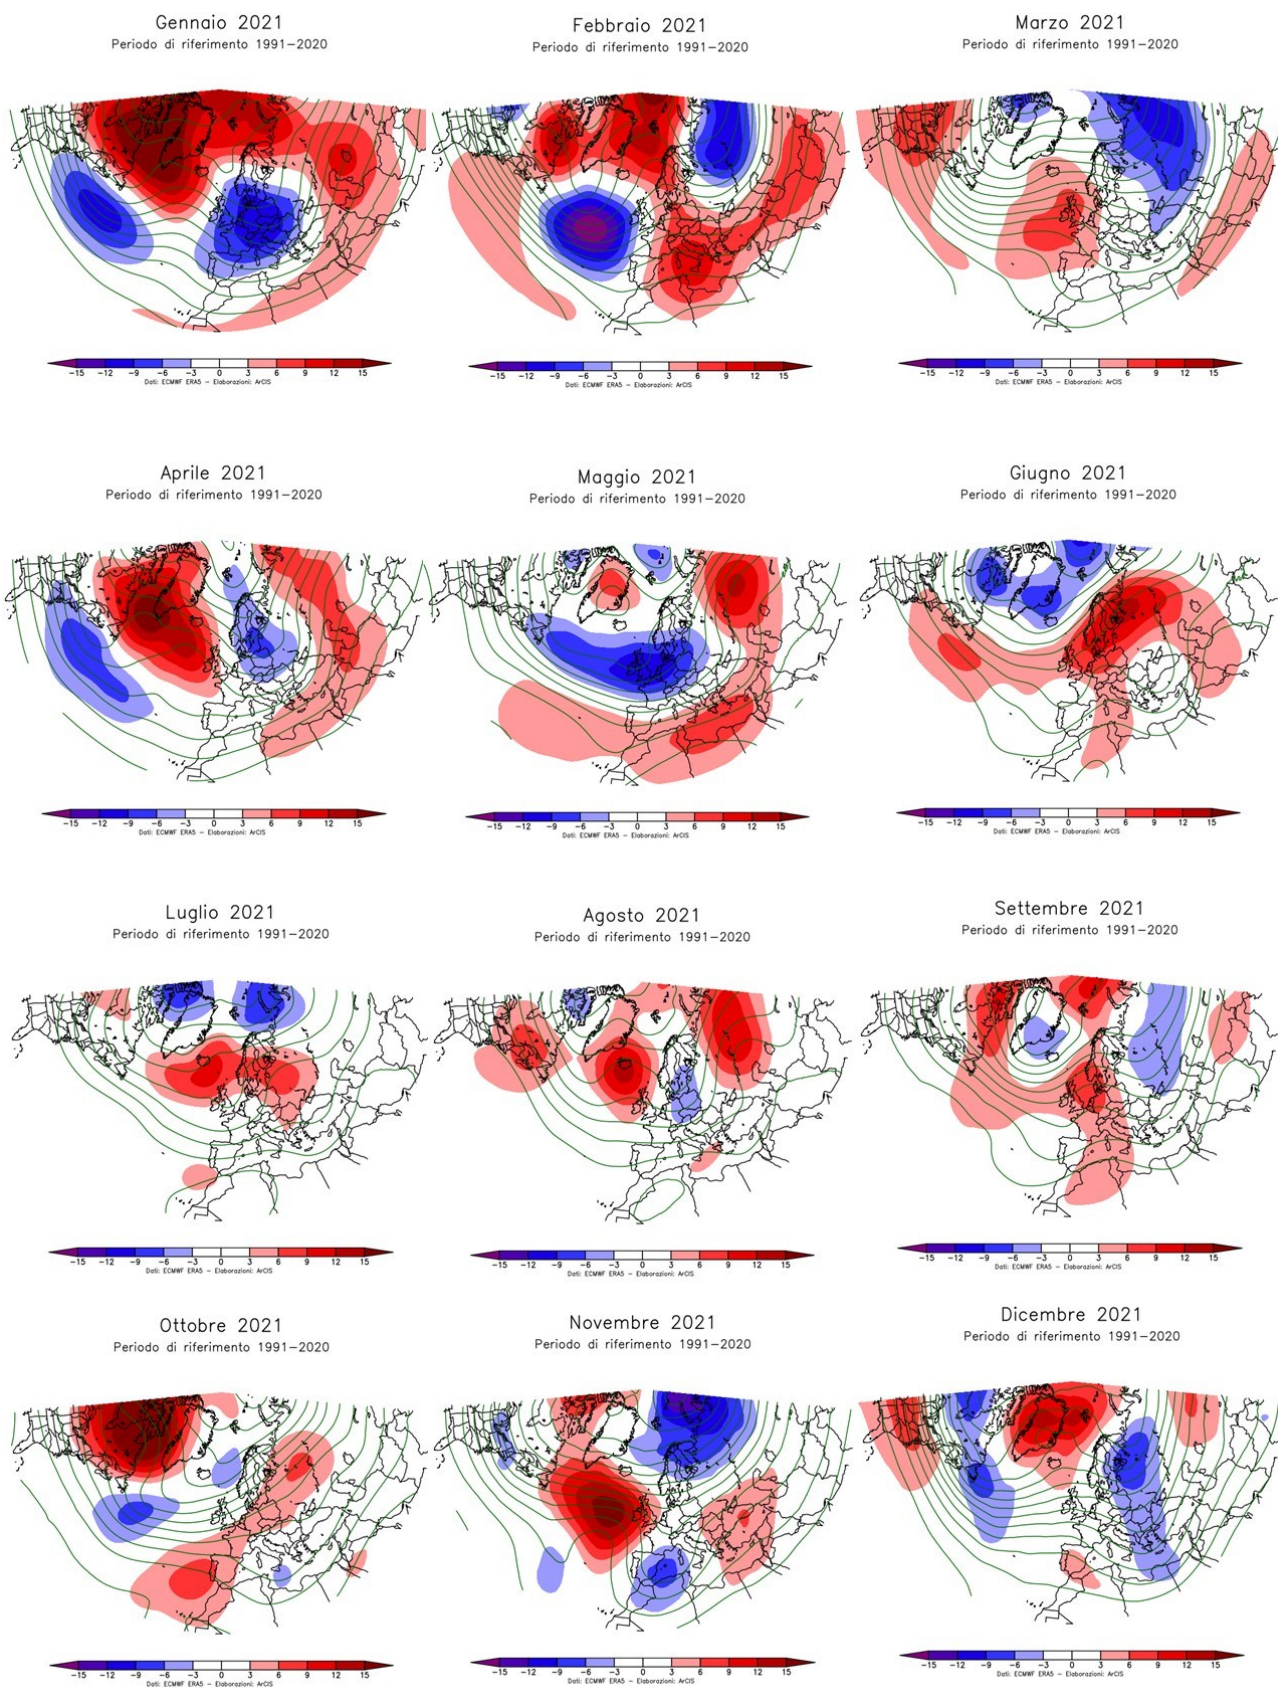 Gennaio 2021
Periodo di riferimento 1991-2020
-15 -12 -9 -6 -3 0 3 6 9 12 15
Dati: ECMWF ERA5 - Elaborazioni: ArCIS
Febbraio 2021
Periodo di riferimento 1991-2020
-15 -12 -9 -6 -3 0 3 6 9 12 15
Dati: ECMWF ERA5 - Elaborazioni: ArCIS
Marzo 2021
Periodo di riferimento 1991-2020
-15 -12 -9 -6 -3 0 3 6 9 12 15
Dati: ECMWF ERA5 - Elaborazioni: ArCIS
Aprile 2021
Periodo di riferimento 1991-2020
-15 -12 -9 -6 -3 0 3 6 9 12 15
Dati: ECMWF ERA5 - Elaborazioni: ArCIS
Maggio 2021
Periodo di riferimento 1991-2020
-15 -12 -9 -6 -3 0 3 6 9 12 15
Dati: ECMWF ERA5 - Elaborazioni: ArCIS
Giugno 2021
Periodo di riferimento 1991-2020
-15 -12 -9 -6 -3 0 3 6 9 12 15
Dati: ECMWF ERA5 - Elaborazioni: ArCIS
Luglio 2021
Periodo di riferimento 1991-2020
-15 -12 -9 -6 -3 0 3 6 9 12 15
Dati: ECMWF ERA5 - Elaborazioni: ArCIS
Agosto 2021
Periodo di riferimento 1991-2020
-15 -12 -9 -6 -3 0 3 6 9 12 15
Dati: ECMWF ERA5 - Elaborazioni: ArCIS
Settembre 2021
Periodo di riferimento 1991-2020
-15 -12 -9 -6 -3 0 3 6 9 12 15
Dati: ECMWF ERA5 - Elaborazioni: ArCIS
Ottobre 2021
Periodo di riferimento 1991-2020
-15 -12 -9 -6 -3 0 3 6 9 12 15
Dati: ECMWF ERA5 - Elaborazioni: ArCIS
Novembre 2021
Periodo di riferimento 1991-2020
-15 -12 -9 -6 -3 0 3 6 9 12 15
Dati: ECMWF ERA5 - Elaborazioni: ArCIS
Dicembre 2021
Periodo di riferimento 1991-2020
-15 -12 -9 -6 -3 0 3 6 9 12 15
Dati: ECMWF ERA5 - Elaborazioni: ArCIS